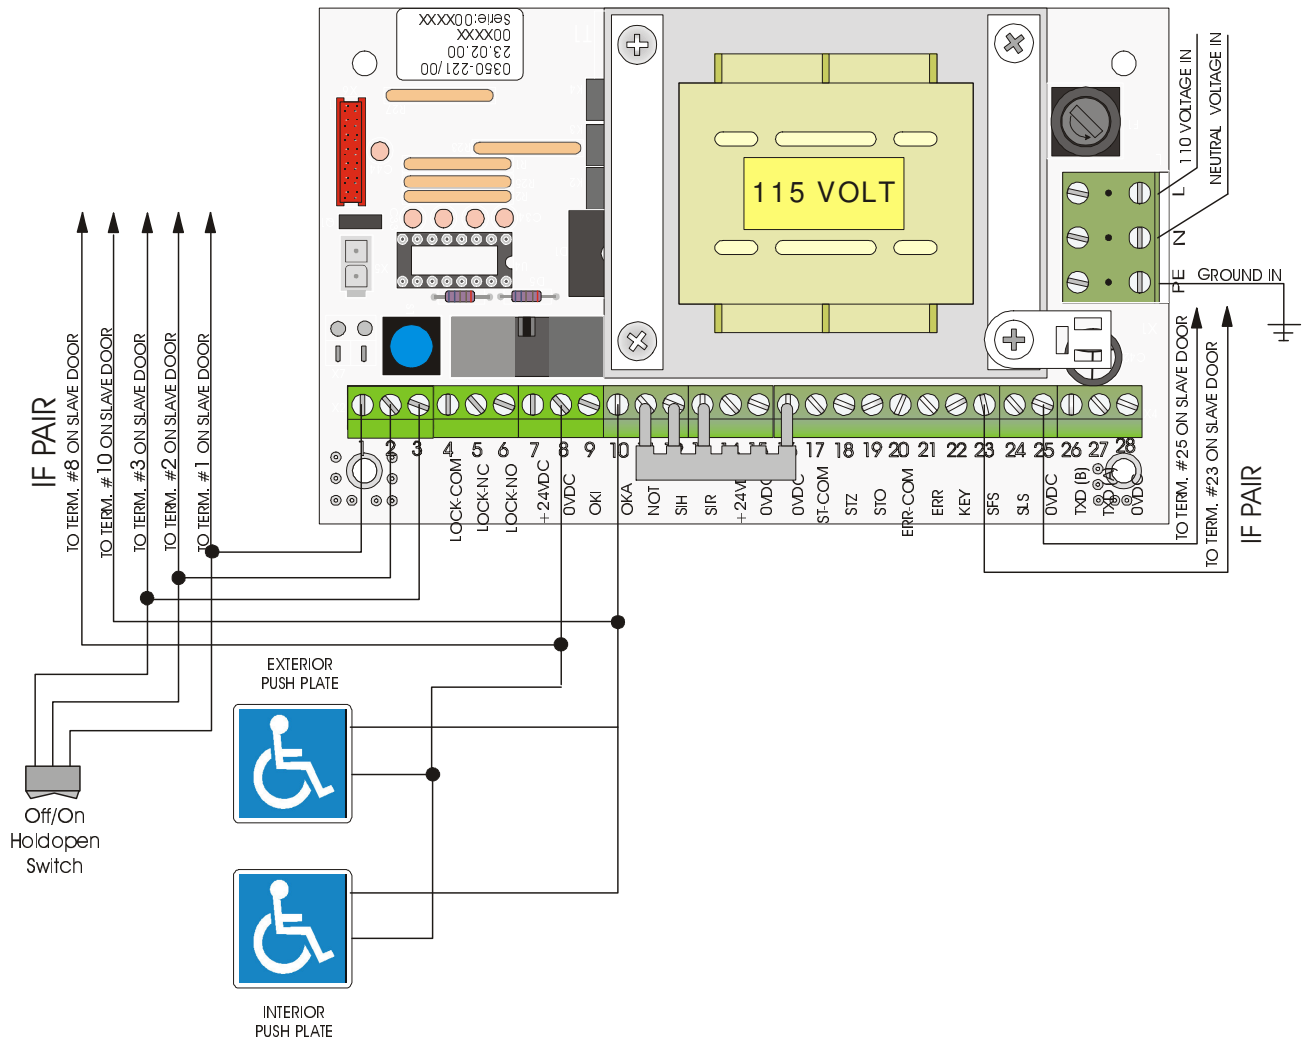 0350-221/00
23.02.00
00XXXX
Serie:00XXXXX
115 VOLT
110 VOLTAGE IN
NEUTRAL VOLTAGE IN
L
N
PE
GROUND IN
IF PAIR
TO TERM. #8 ON SLAVE DOOR
TO TERM. #10 ON SLAVE DOOR
TO TERM. #3 ON SLAVE DOOR
TO TERM. #2 ON SLAVE DOOR
TO TERM. #1 ON SLAVE DOOR
TO TERM. #25 ON SLAVE DOOR
TO TERM. #23 ON SLAVE DOOR
IF PAIR
1 2 3 4 5 6 7 8 9 10 14 15 17 18 19 20 21 22 23 24 25 26 27 28
LOCK-COM
LOCK-NC
LOCK-NO
+24VDC
0VDC
OKI
OKA
NOT
SIH
SIR
+24V
0VDC
0VDC
ST-COM
STZ
STO
ERR-COM
ERR
KEY
SFS
SLS
0VDC
TXD (B)
TXD (A)
0VDC
EXTERIOR
PUSH PLATE
Off/On
Holdopen
Switch
INTERIOR
PUSH PLATE